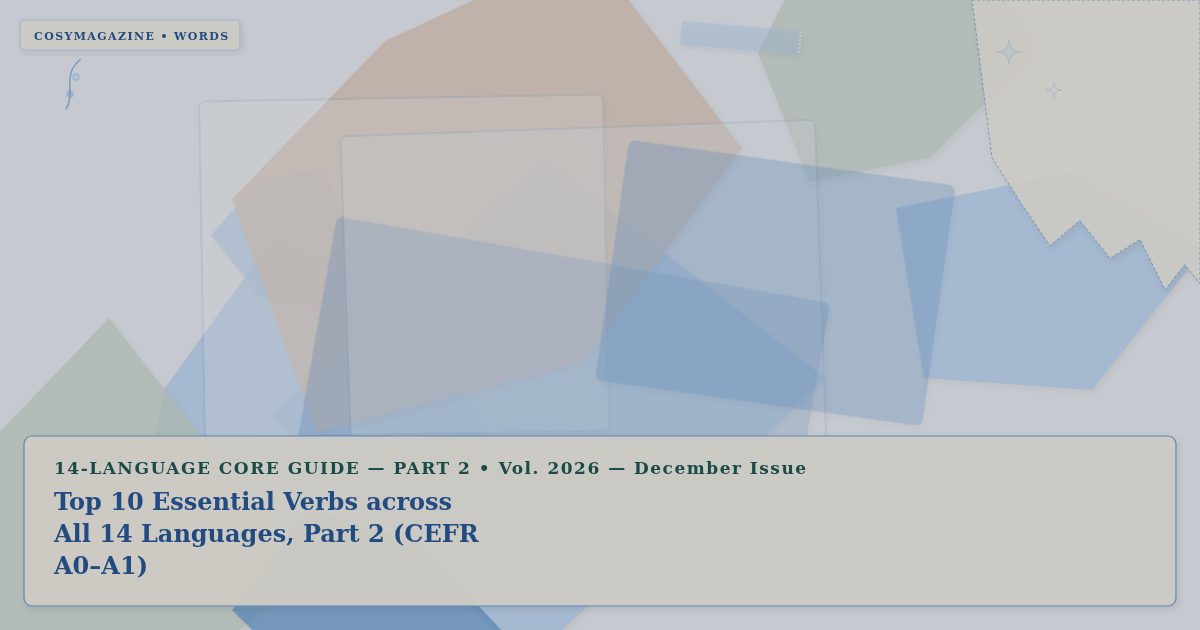 COSYMAGAZINE • WORDS
14-LANGUAGE CORE GUIDE — PART 2 • Vol. 2026 — December Issue
Top 10 Essential Verbs across
All 14 Languages, Part 2 (CEFR
A0–A1)